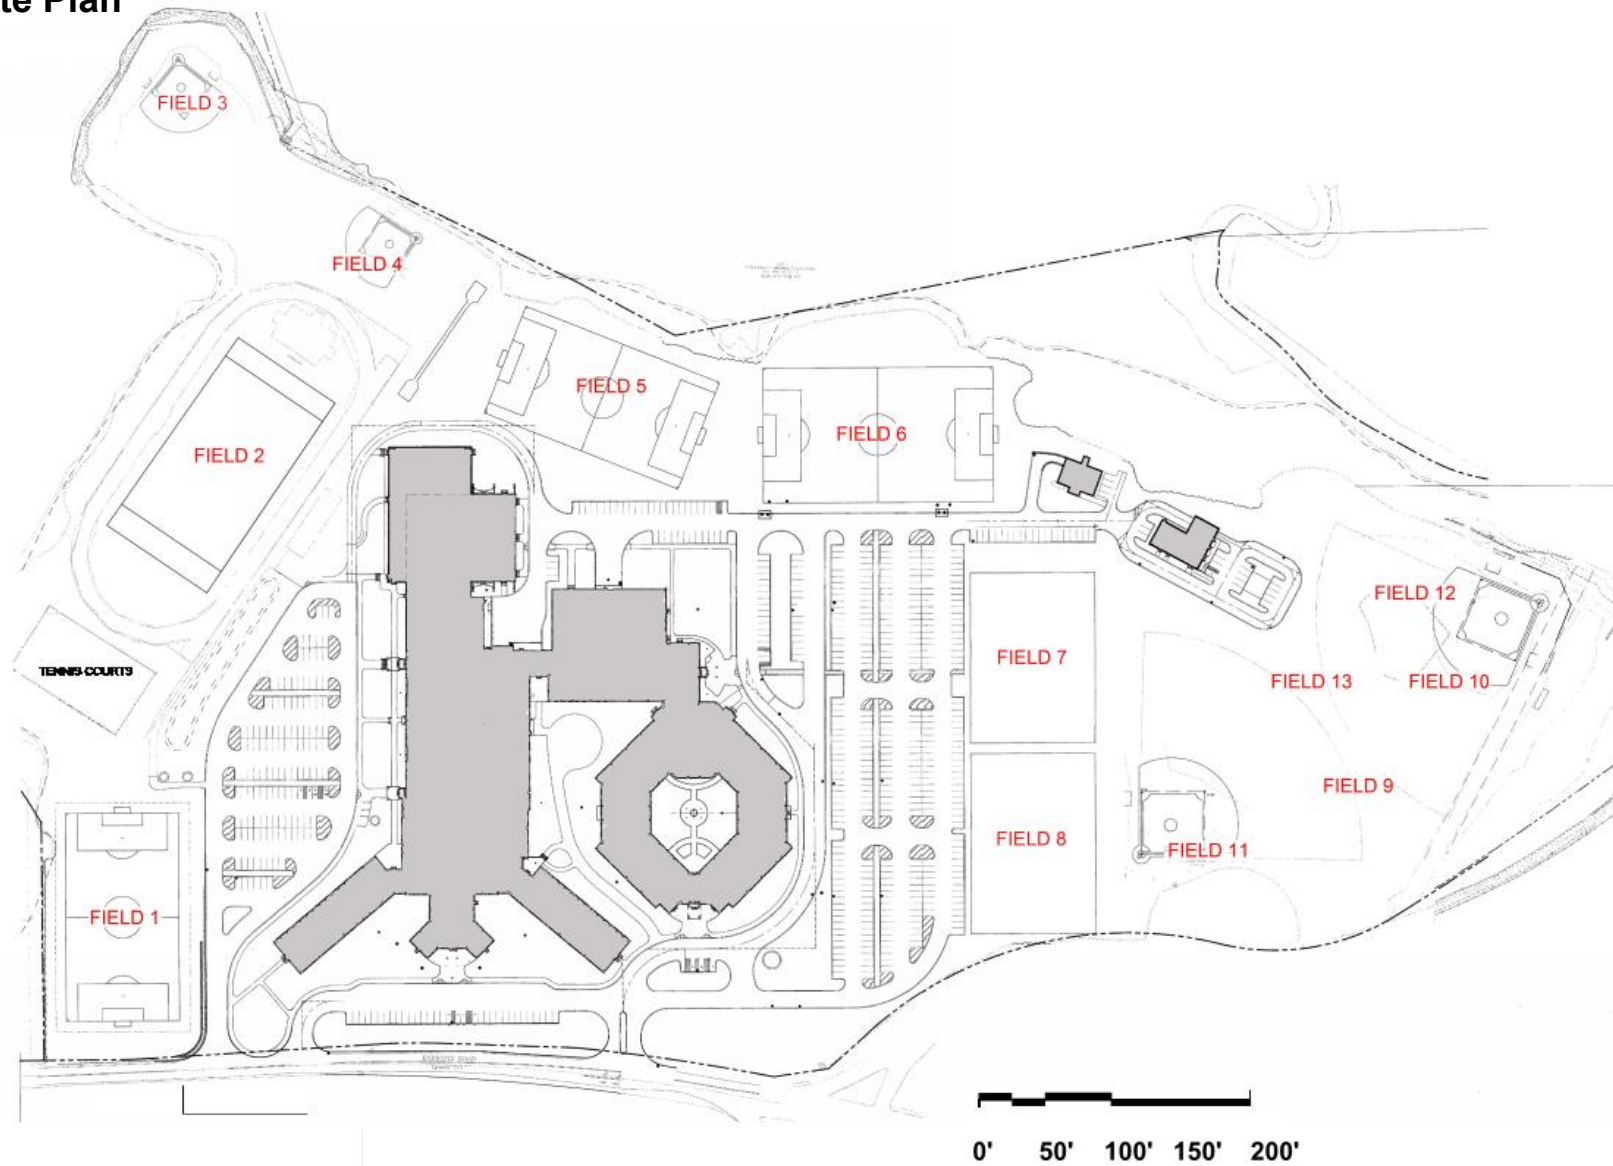 te Plan
FIELD 3
FIELD 4
FIELD 5
FIELD 6
FIELD 2
FIELD 12
FIELD 7
FIELD 13
FIELD 10
TENNIS COURTS
FIELD 9
FIELD 8
FIELD 11
FIELD 1
0' 50' 100' 150' 200'